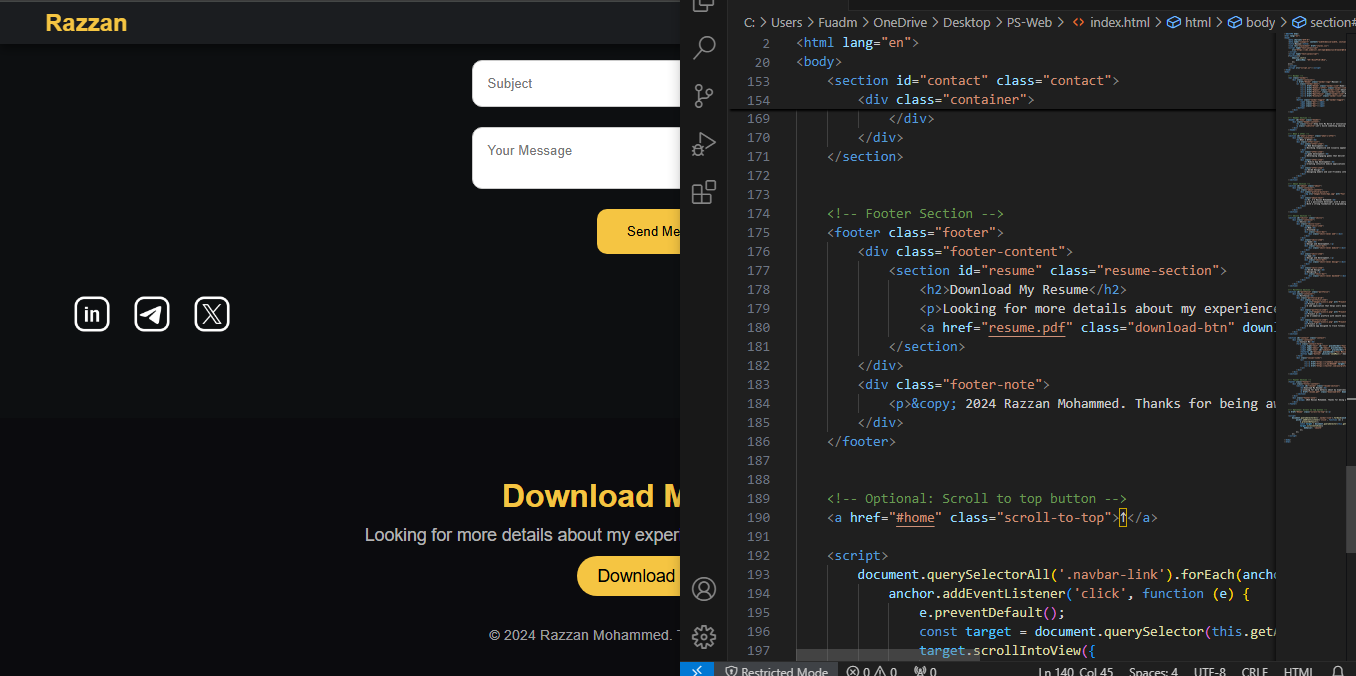 Razzan
Subject
Your Message
Send Me
in
Download M
Looking for more details about my exper
Download
© 2024 Razzan Mohammed. T
C: > Users > Fuadm > OneDrive > Desktop > PS-Web > <> index.html > html > body > section#
2 <html lang="en">
20 <body>
153 <section id="contact" class="contact">
154 <div class="container">
169 </div>
170 </div>
171 </section>
172
173
174 <!-- Footer Section -->
175 <footer class="footer">
176 <div class="footer-content">
177 <section id="resume" class="resume-section">
178 <h2>Download My Resume</h2>
179 <p>Looking for more details about my experienc
180 <a href="resume.pdf" class="download-btn" downl
181 </section>
182 </div>
183 <div class="footer-note">
184 <p>&copy; 2024 Razzan Mohammed. Thanks for being aw
185 </div>
186 </footer>
187
188
189 <!-- Optional: Scroll to top button -->
190 <a href="#home" class="scroll-to-top">↑</a>
191
192 <script>
193 document.querySelectorAll('.navbar-link').forEach(ancho
194 anchor.addEventListener('click', function (e) {
195 e.preventDefault();
196 const target = document.querySelector(this.getA
197 target.scrollIntoView({
Restricted Mode 0 0 0 Ln 140, Col 45 Spaces: 4 UTF-8 CRLF HTML